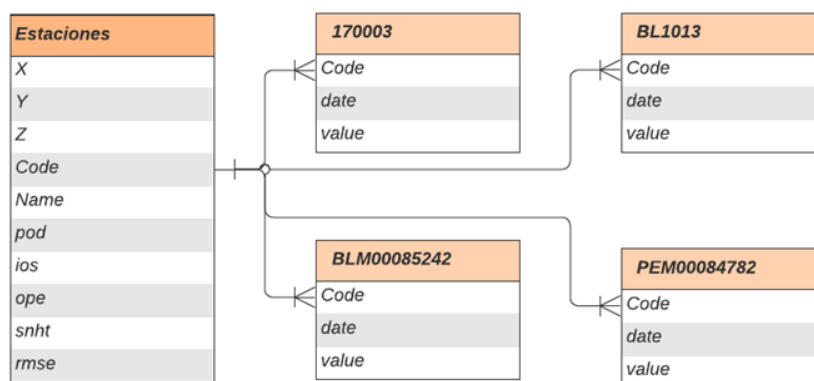 Estaciones
X
Y
Z
Code
Name
pod
ios
ope
snht
rmse
170003
Code
date
value
BL1013
Code
date
value
BLM00085242
Code
date
value
PEM00084782
Code
date
value